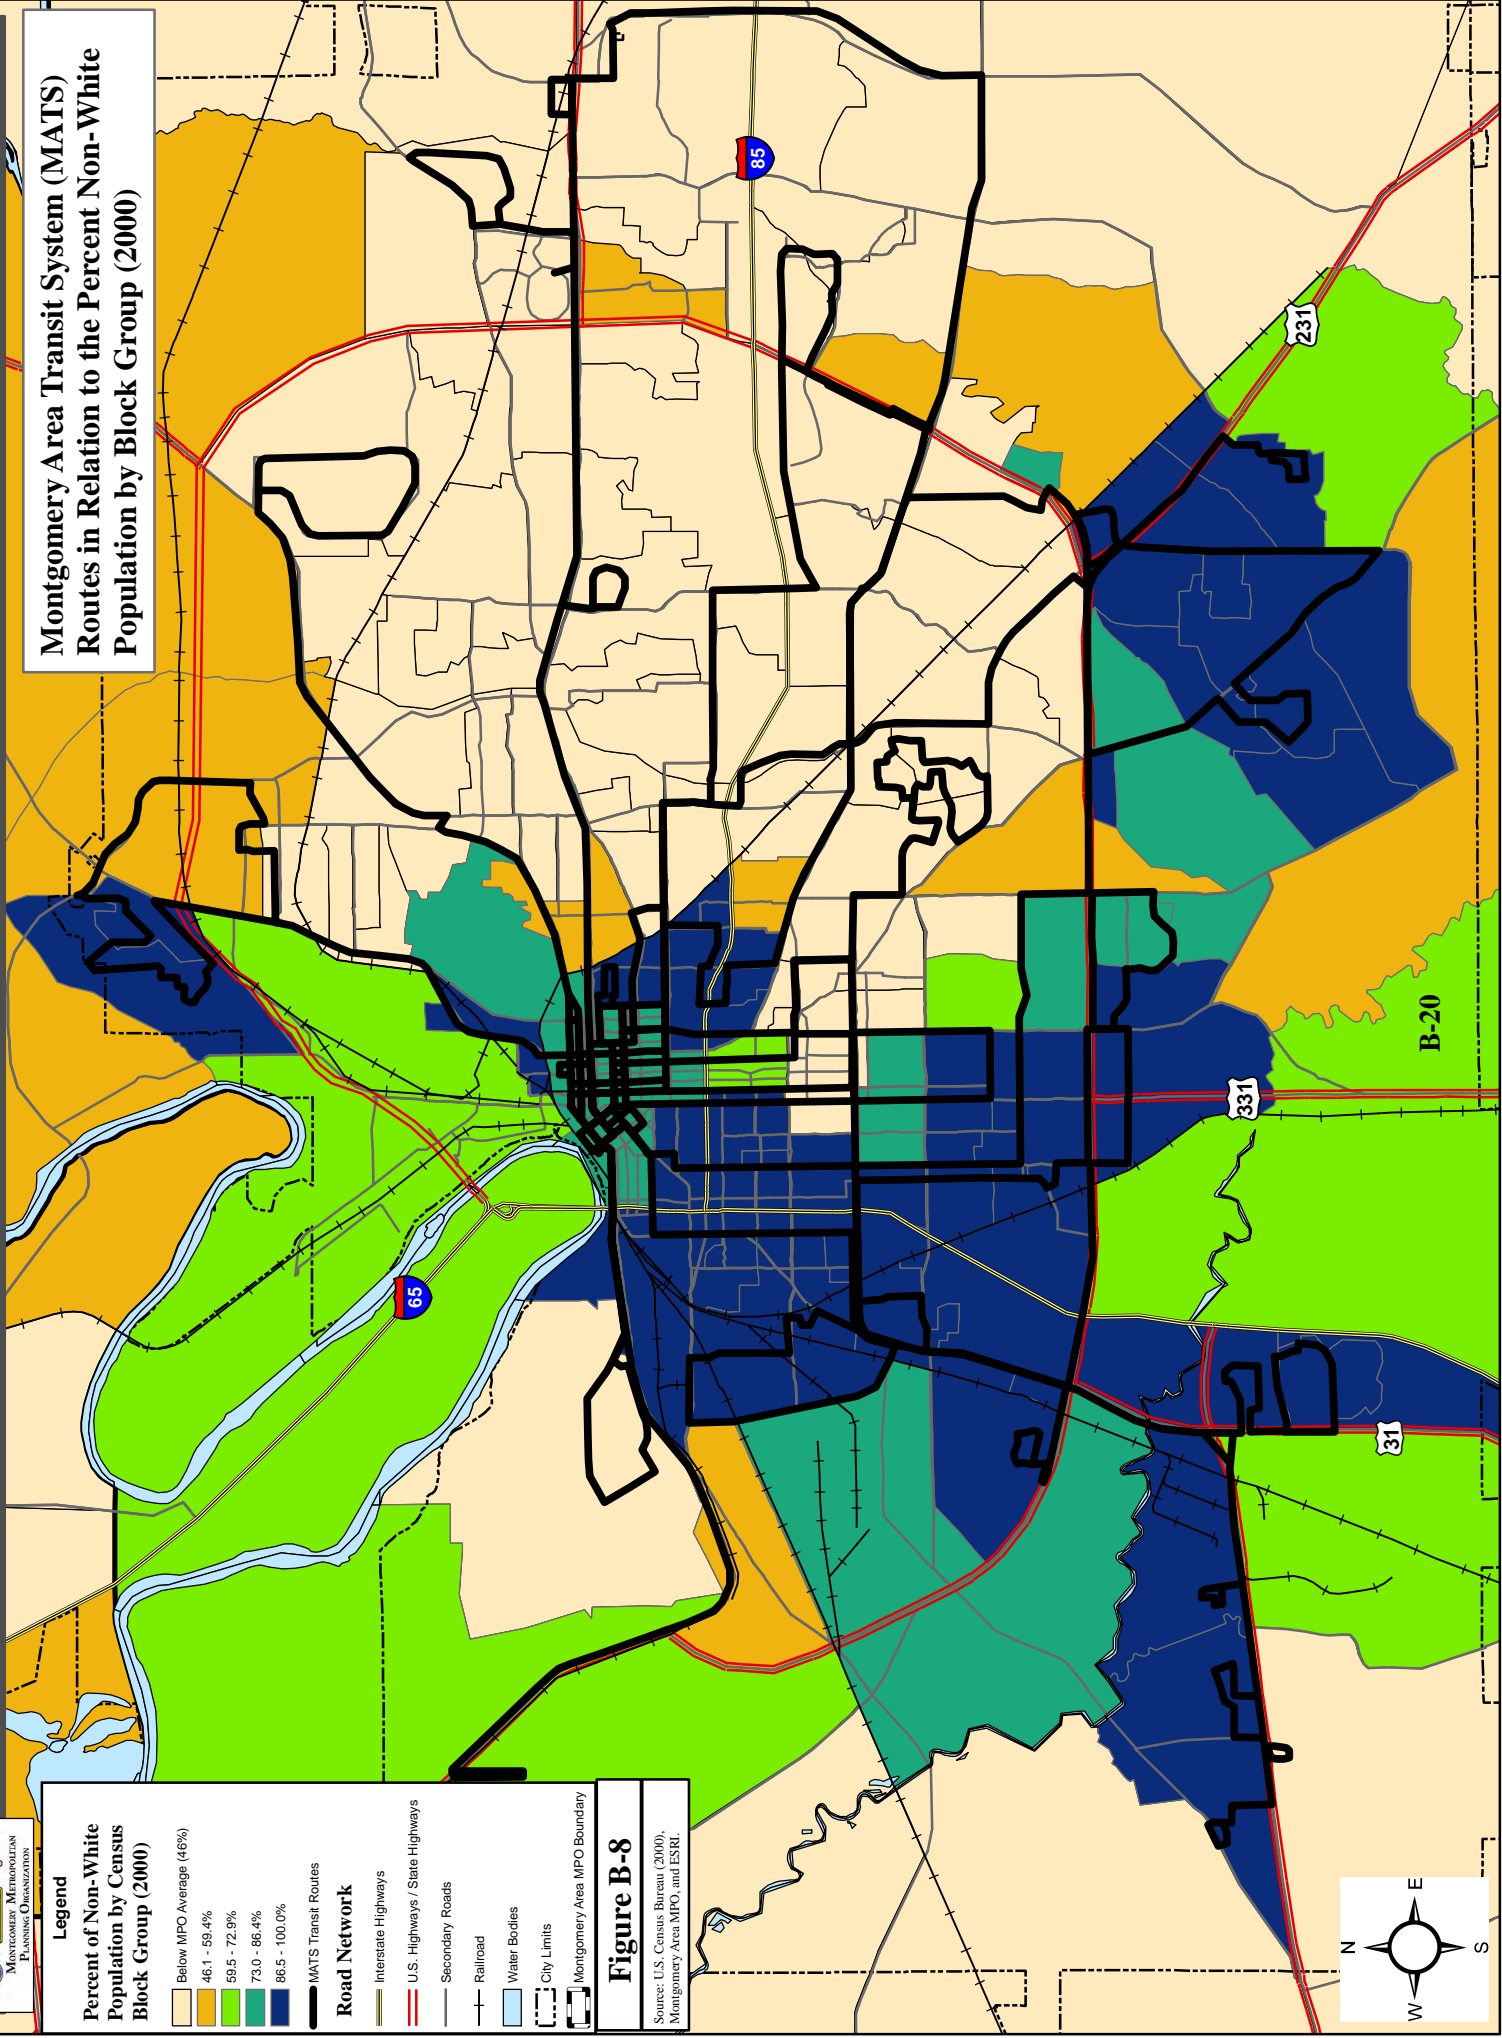 Montgomery Area Transit System (MATS)
Routes in Relation to the Percent Non-White
Population by Block Group (2000)
85
231
65
331
31
B-20
MONTGOMERY METROPOLITAN
PLANNING ORGANIZATION
Legend
Percent of Non-White
Population by Census
Block Group (2000)
Below MPO Average (46%)
46.1 - 59.4%
59.5 - 72.9%
73.0 - 86.4%
86.5 - 100.0%
MATS Transit Routes
Road Network
Interstate Highways
U.S. Highways / State Highways
Secondary Roads
Railroad
Water Bodies
City Limits
Montgomery Area MPO Boundary
Figure B-8
Source: U.S. Census Bureau (2000),
Montgomery Area MPO, and ESRI.
N
W
E
S